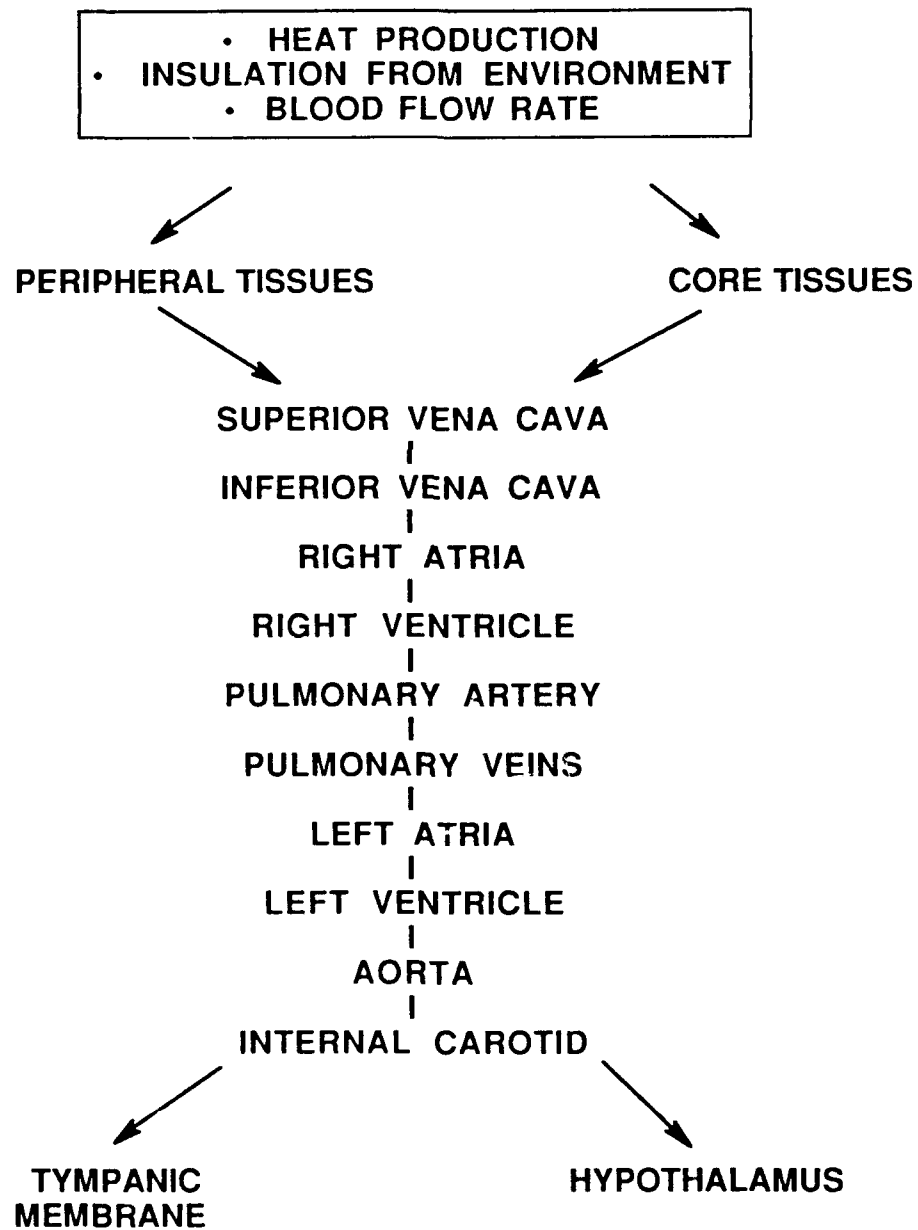 • HEAT PRODUCTION
• INSULATION FROM ENVIRONMENT
• BLOOD FLOW RATE
PERIPHERAL TISSUES
CORE TISSUES
SUPERIOR VENA CAVA
INFERIOR VENA CAVA
RIGHT ATRIA
RIGHT VENTRICLE
PULMONARY ARTERY
PULMONARY VEINS
LEFT ATRIA
LEFT VENTRICLE
AORTA
INTERNAL CAROTID
TYMPANIC
MEMBRANE
HYPOTHALAMUS